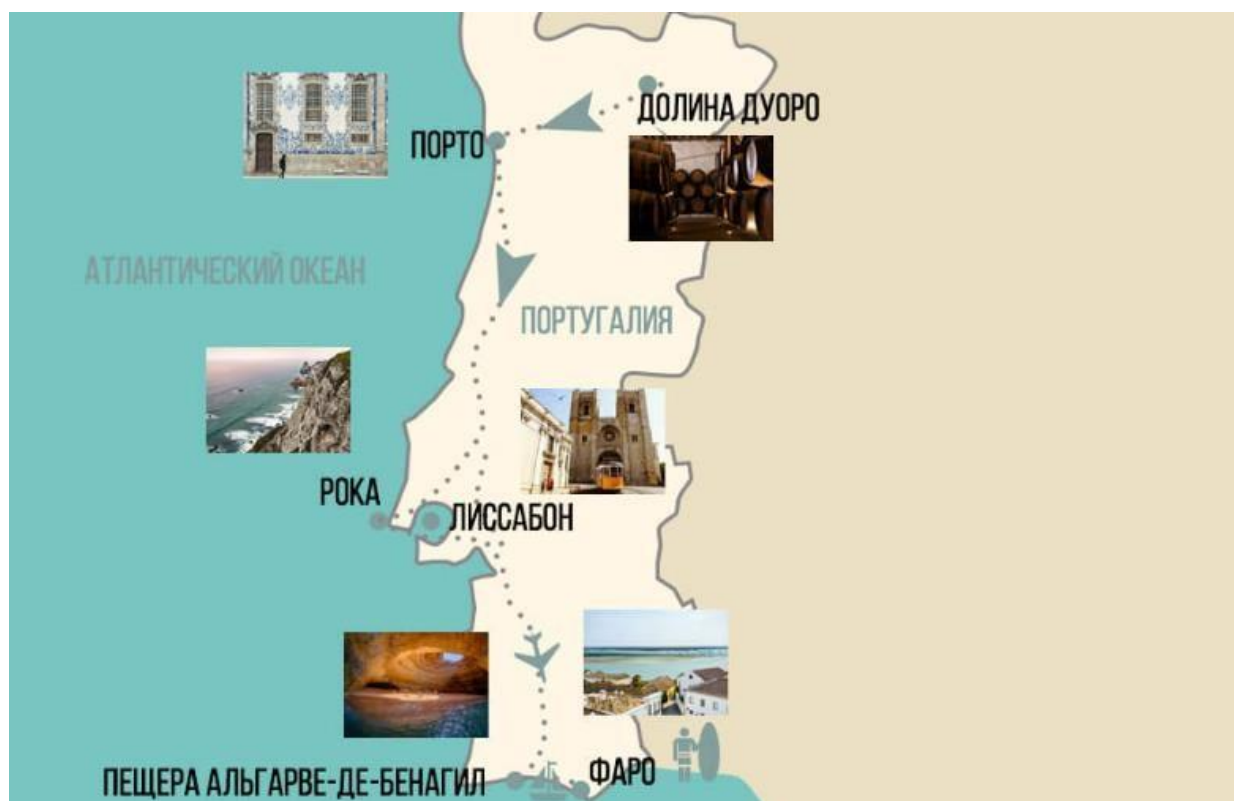 ДОЛИНА ДУОРО
ПОРТО
АТЛАНТИЧЕСКИЙ ОКЕАН
ПОРТУГАЛИЯ
РОКА
ЛИССАБОН
ФАРО
ПЕЩЕРА АЛЬГАРВЕ-ДЕ-БЕНАГИЛ